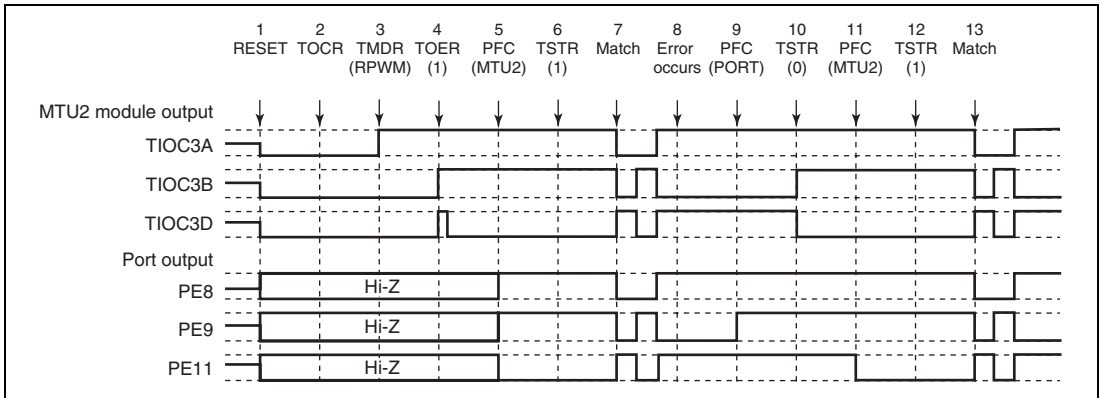 1 2 3 4 5 6 7 8 9 10 11 12 13
RESET TOCR TMDR TOER PFC TSTR Match Error PFC TSTR PFC TSTR Match
(RPWM) (1) (MTU2) (1) occurs (PORT) (0) (MTU2) (1)
MTU2 module output
TIOC3A
TIOC3B
TIOC3D
Port output
PE8 Hi-Z
PE9 Hi-Z
PE11 Hi-Z